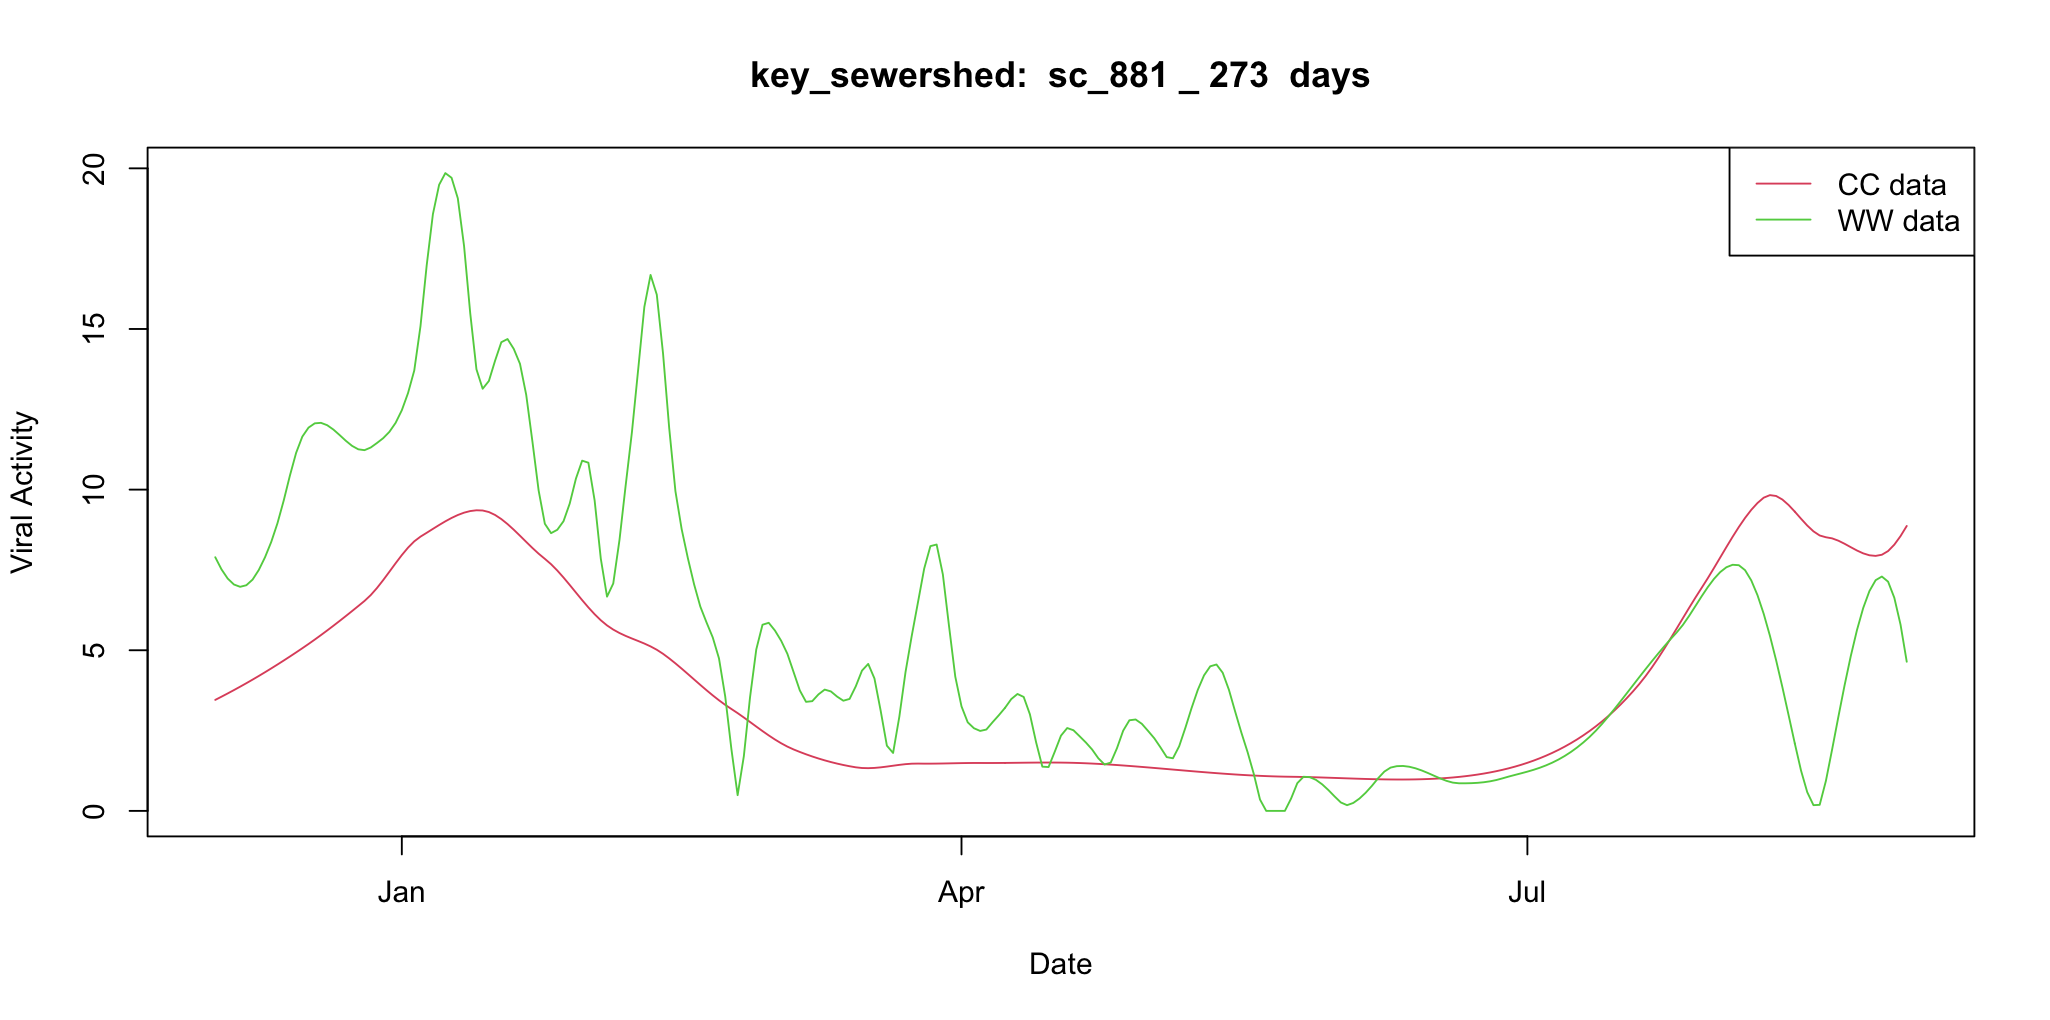 key_sewershed: sc_881 _ 273 days
CC data
WW data
Viral Activity
20
15
10
5
0
Jan
Apr
Jul
Date